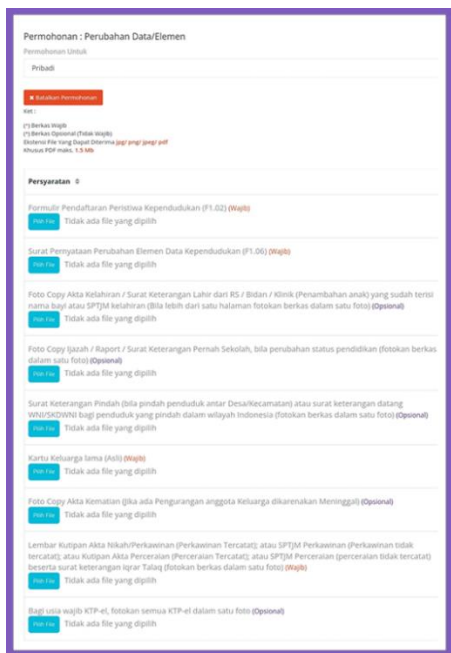 Permohonan : Perubahan Data/Elemen
Permohonan Untuk
Pribadi
✖ Batalkan Permohonan
Ket :
(*) Berkas Wajib
(*) Berkas Opsional (Tidak Wajib)
Ekstensi File Yang Dapat Diterima jpg/ png/ jpeg/ pdf
Khusus PDF maks. 1.5 Mb
Persyaratan
Formulir Pendaftaran Peristiwa Kependudukan (F1.02) (Wajib)
Pilih File Tidak ada file yang dipilih
Surat Pernyataan Perubahan Elemen Data Kependudukan (F1.06) (Wajib)
Pilih File Tidak ada file yang dipilih
Foto Copy Akta Kelahiran / Surat Keterangan Lahir dari RS / Bidan / Klinik (Penambahan anak) yang sudah terisi
nama bayi atau SPTJM kelahiran (Bila lebih dari satu halaman fotokan berkas dalam satu foto) (Opsional)
Pilih File Tidak ada file yang dipilih
Foto Copy Ijazah / Raport / Surat Keterangan Pernah Sekolah, bila perubahan status pendidikan (fotokan berkas
dalam satu foto) (Opsional)
Pilih File Tidak ada file yang dipilih
Surat Keterangan Pindah (bila pindah penduduk antar Desa/Kecamatan) atau surat keterangan datang
WNI/SKDWNI bagi penduduk yang pindah dalam wilayah Indonesia (fotokan berkas dalam satu foto) (Opsional)
Pilih File Tidak ada file yang dipilih
Kartu Keluarga lama (Asli) (Wajib)
Pilih File Tidak ada file yang dipilih
Foto Copy Akta Kematian (Jika ada Pengurangan anggota Keluarga dikarenakan Meninggal) (Opsional)
Pilih File Tidak ada file yang dipilih
Lembar Kutipan Akta Nikah/Perkawinan (Perkawinan Tercatat); atau SPTJM Perkawinan (Perkawinan tidak
tercatat); atau Kutipan Akta Perceraian (Perceraian Tercatat); atau SPTJM Perceraian (perceraian tidak tercatat)
beserta surat keterangan iqrar Talaq (fotokan berkas dalam satu foto) (Wajib)
Pilih File Tidak ada file yang dipilih
Bagi usia wajib KTP-el, fotokan semua KTP-el dalam satu foto (Opsional)
Pilih File Tidak ada file yang dipilih